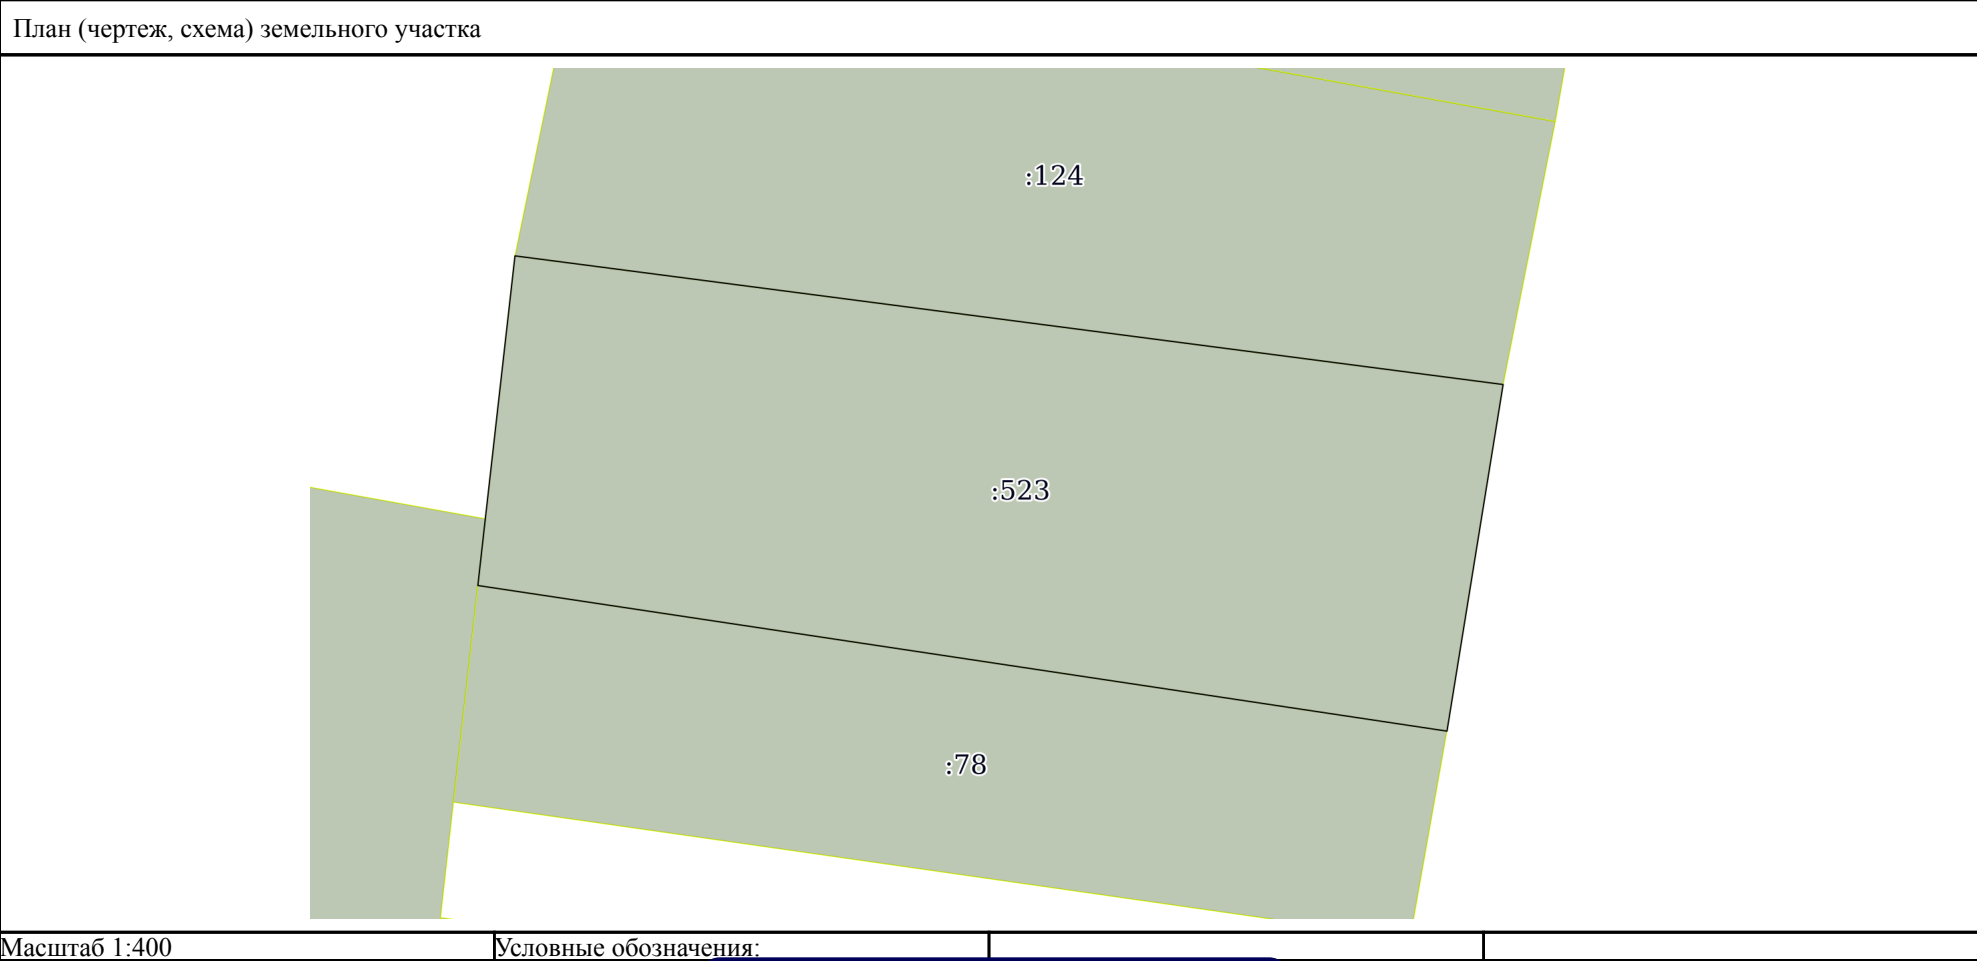 План (чертеж, схема) земельного участка
:124
:523
:78
Масштаб 1:400
Условные обозначения: